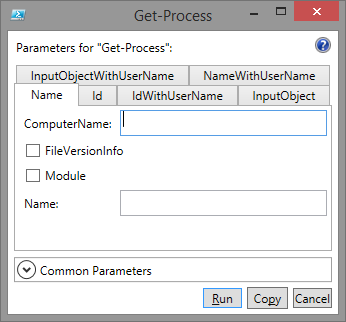 Get-Process
Parameters for "Get-Process":
?
InputObjectWithUserName NameWithUserName
Name Id IdWithUserName InputObject
ComputerName:
FileVersionInfo
Module
Name:
Common Parameters
Run Copy Cancel